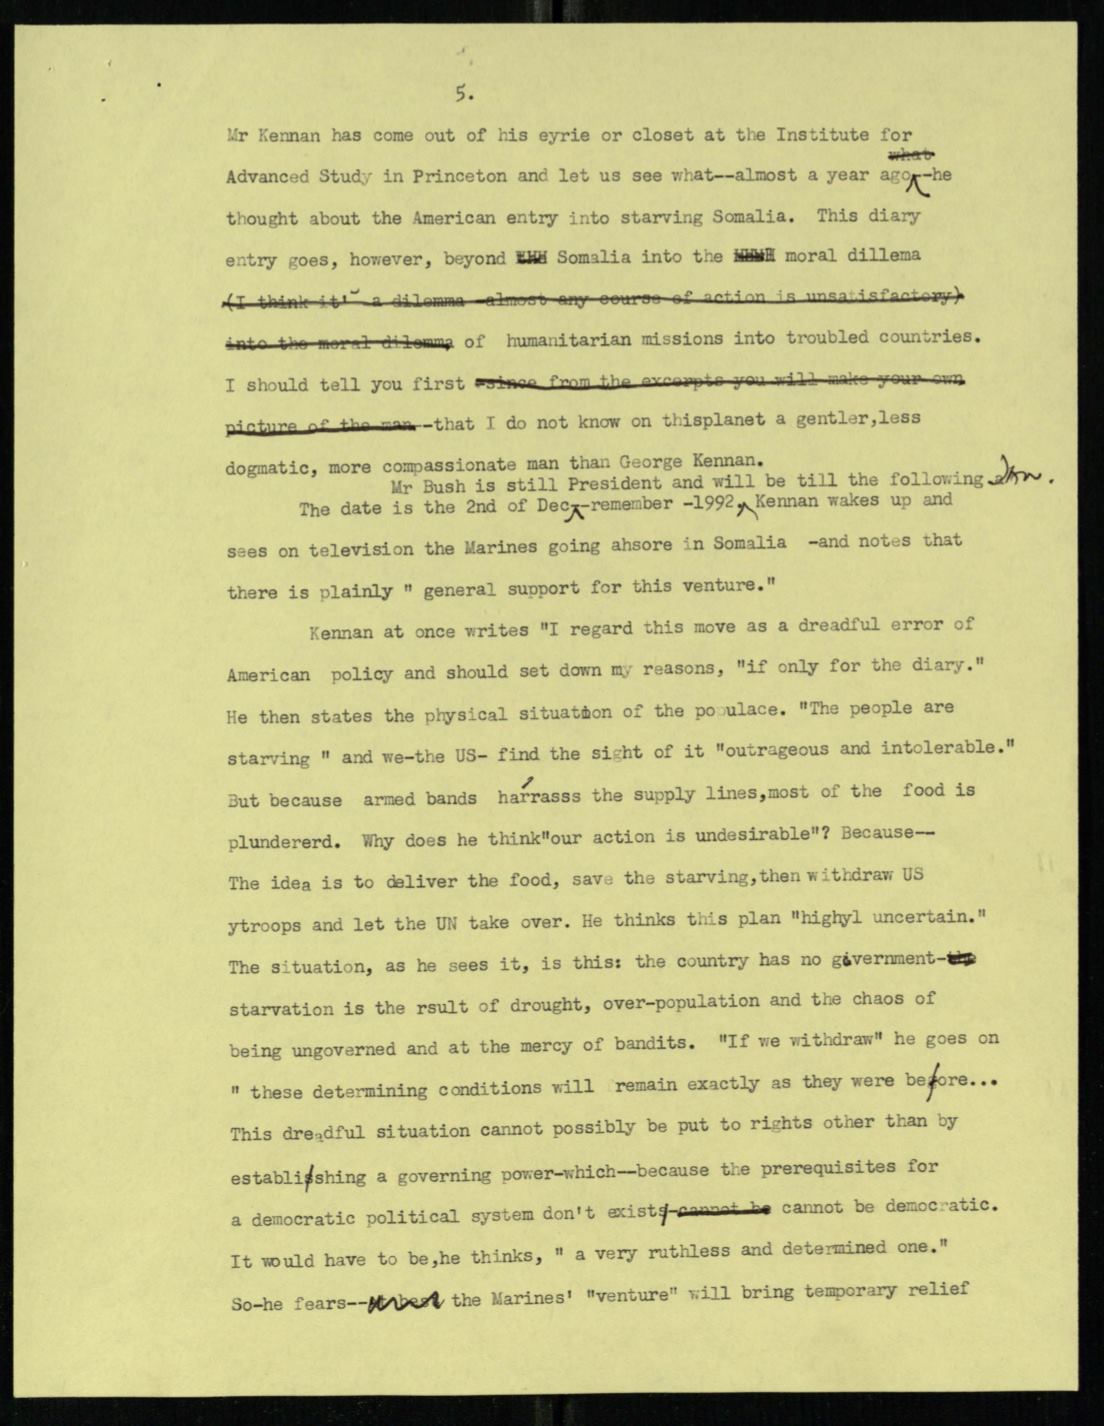 5.
Mr Kennan has come out of his eyrie or closet at the Institute for
what
Advanced Study in Princeton and let us see what--almost a year ago--he
thought about the American entry into starving Somalia. This diary
entry goes, however, beyond Somalia into the moral dillema
(I think it's a dilemma -almost any course of action is unsatisfactory)
into the moral dilemma of humanitarian missions into troubled countries.
I should tell you first -since from the excerpts you will make your own
picture of the man--that I do not know on thisplanet a gentler,less
dogmatic, more compassionate man than George Kennan.
Mr Bush is still President and will be till the following Jan.
The date is the 2nd of Dec--remember -1992, Kennan wakes up and
sees on television the Marines going ahsore in Somalia -and notes that
there is plainly " general support for this venture."
Kennan at once writes "I regard this move as a dreadful error of
American policy and should set down my reasons, "if only for the diary."
He then states the physical situation of the populace. "The people are
starving " and we-the US- find the sight of it "outrageous and intolerable."
But because armed bands harrasss the supply lines,most of the food is
plundererd. Why does he think"our action is undesirable"? Because--
The idea is to deliver the food, save the starving,then withdraw US
ytroops and let the UN take over. He thinks this plan "highyl uncertain."
The situation, as he sees it, is this: the country has no government-the
starvation is the rsult of drought, over-population and the chaos of
being ungoverned and at the mercy of bandits. "If we withdraw" he goes on
" these determining conditions will remain exactly as they were before...
This dreadful situation cannot possibly be put to rights other than by
establisshing a governing power-which--because the prerequisites for
a democratic political system don't exists-cannot be cannot be democratic.
It would have to be,he thinks, " a very ruthless and determined one."
So-he fears--at best the Marines' "venture" will bring temporary relief